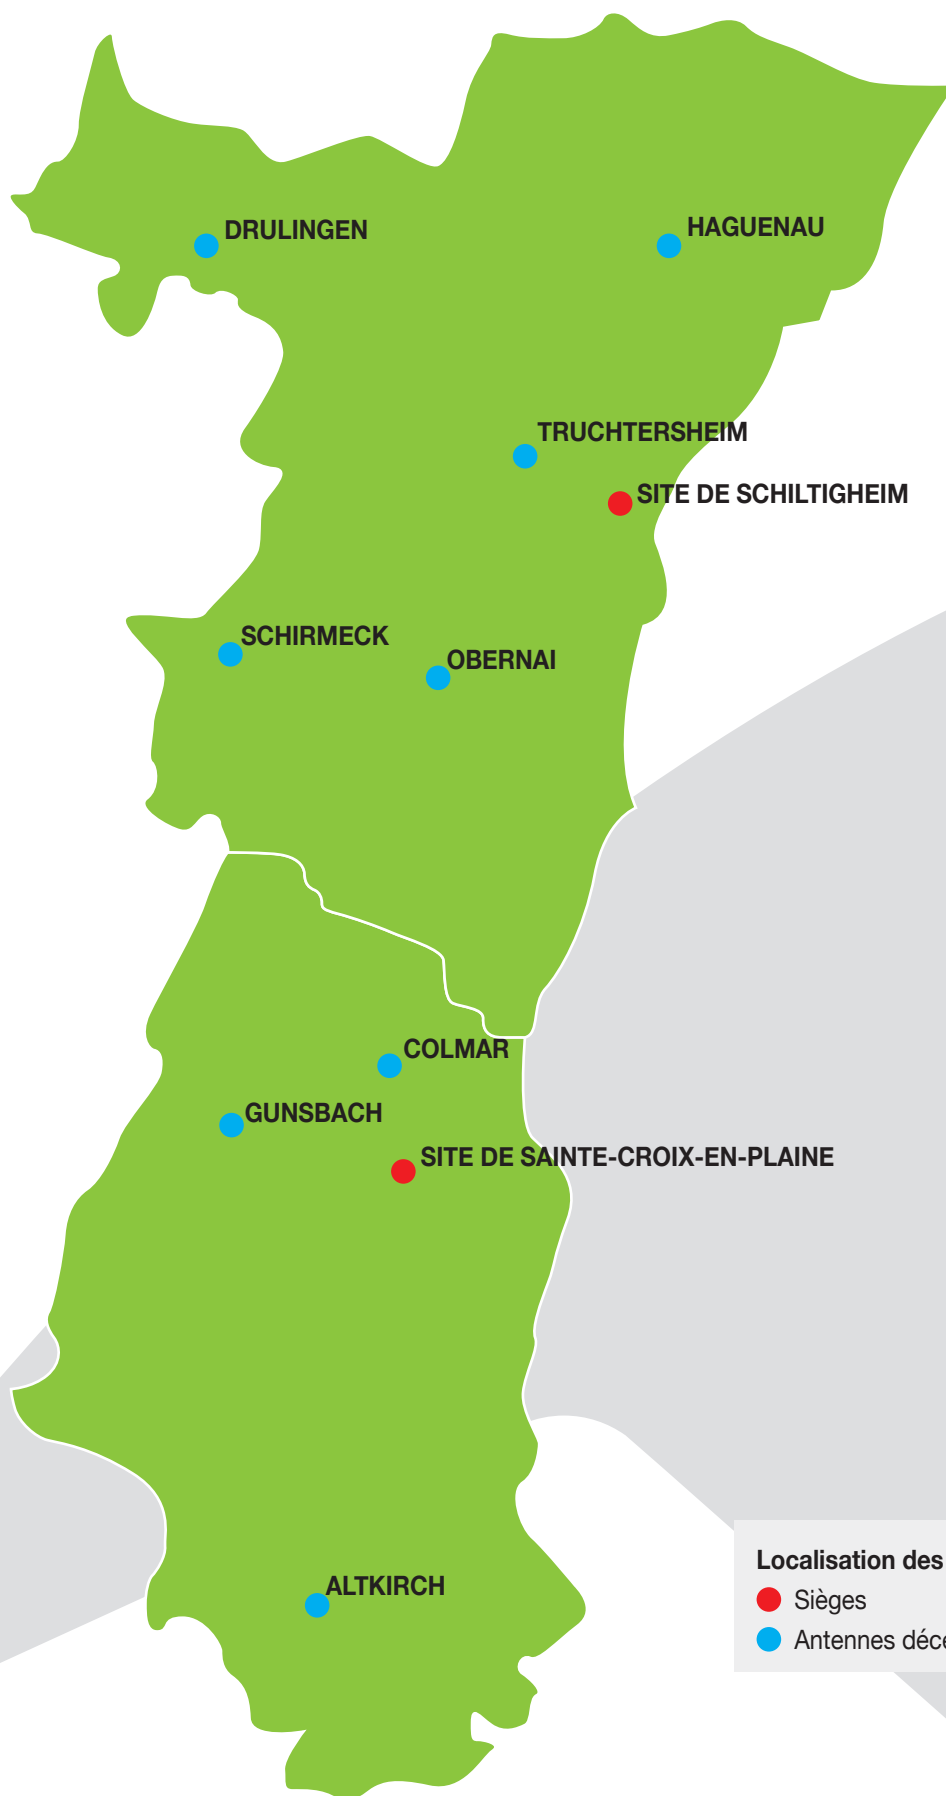 DRULINGEN
HAGUENAU
TRUCHTERSHEIM
SITE DE SCHILTIGHEIM
SCHIRMECK
OBERNAI
COLMAR
GUNSBACH
SITE DE SAINTE-CROIX-EN-PLAINE
ALTKIRCH
Localisation des
Sièges
Antennes déce